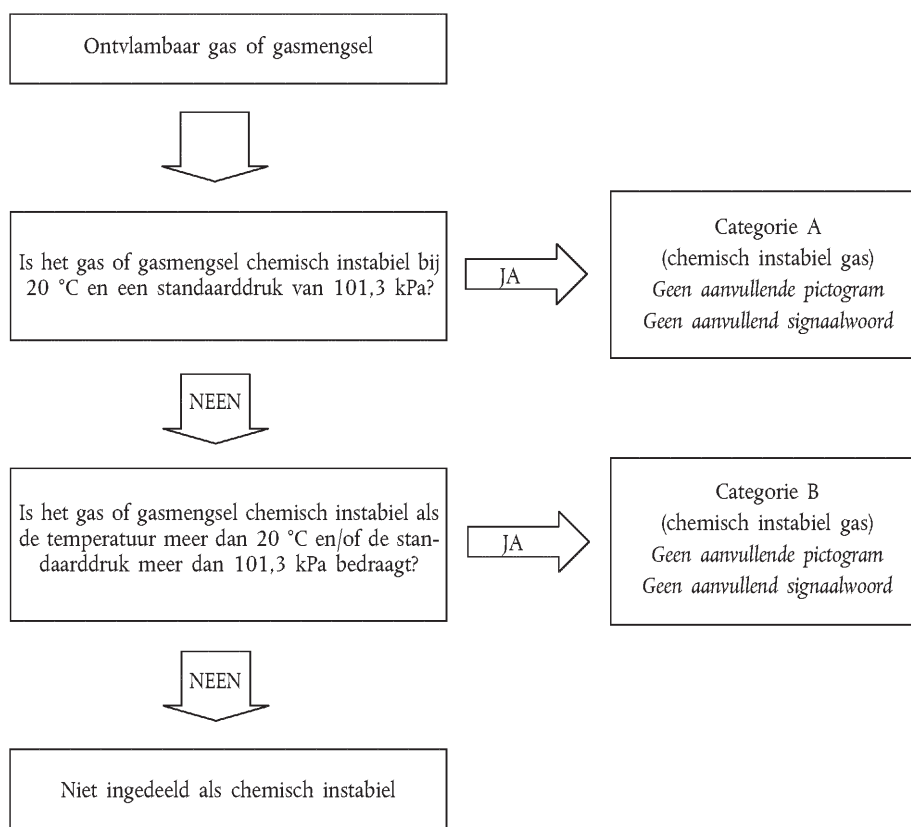 Ontvlambaar gas of gasmengsel
Is het gas of gasmengsel chemisch instabiel bij
20 °C en een standaarddruk van 101,3 kPa?
JA
Categorie A
(chemisch instabiel gas)
Geen aanvullende pictogram
Geen aanvullend signaalwoord
NEEN
Is het gas of gasmengsel chemisch instabiel als
de temperatuur meer dan 20 °C en/of de stan-
daarddruk meer dan 101,3 kPa bedraagt?
JA
Categorie B
(chemisch instabiel gas)
Geen aanvullende pictogram
Geen aanvullend signaalwoord
NEEN
Niet ingedeeld als chemisch instabiel